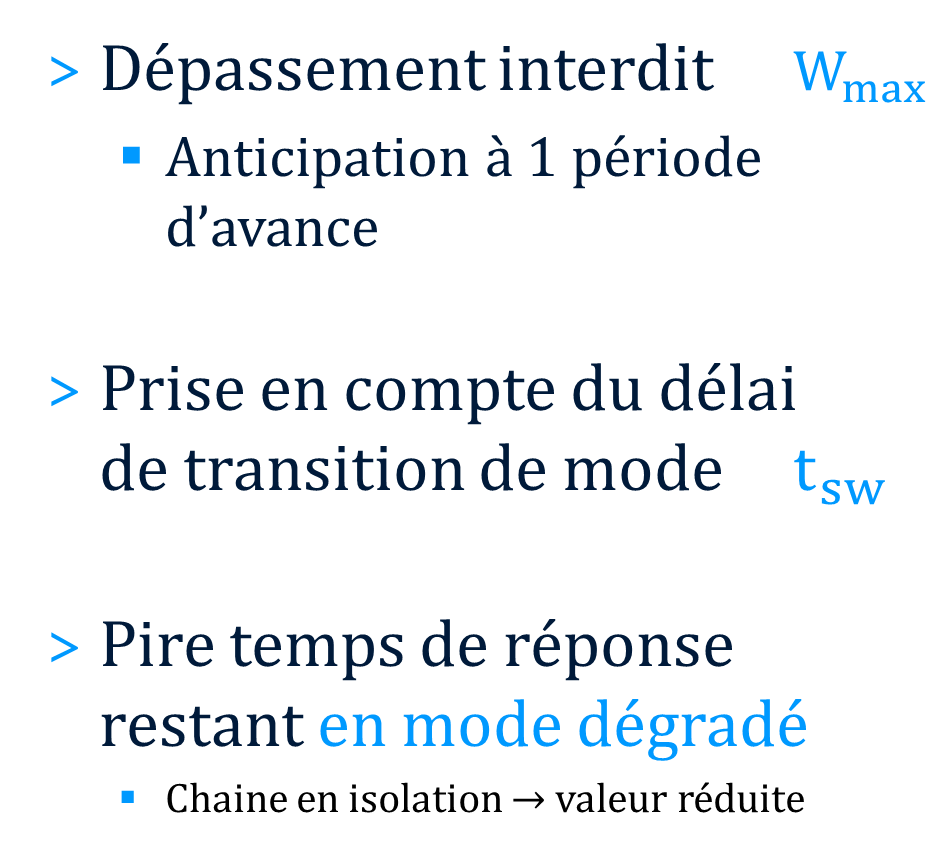 > Dépassement interdit W_max
▪ Anticipation à 1 période
d’avance
> Prise en compte du délai
de transition de mode t_sw
> Pire temps de réponse
restant en mode dégradé
▪ Chaine en isolation → valeur réduite